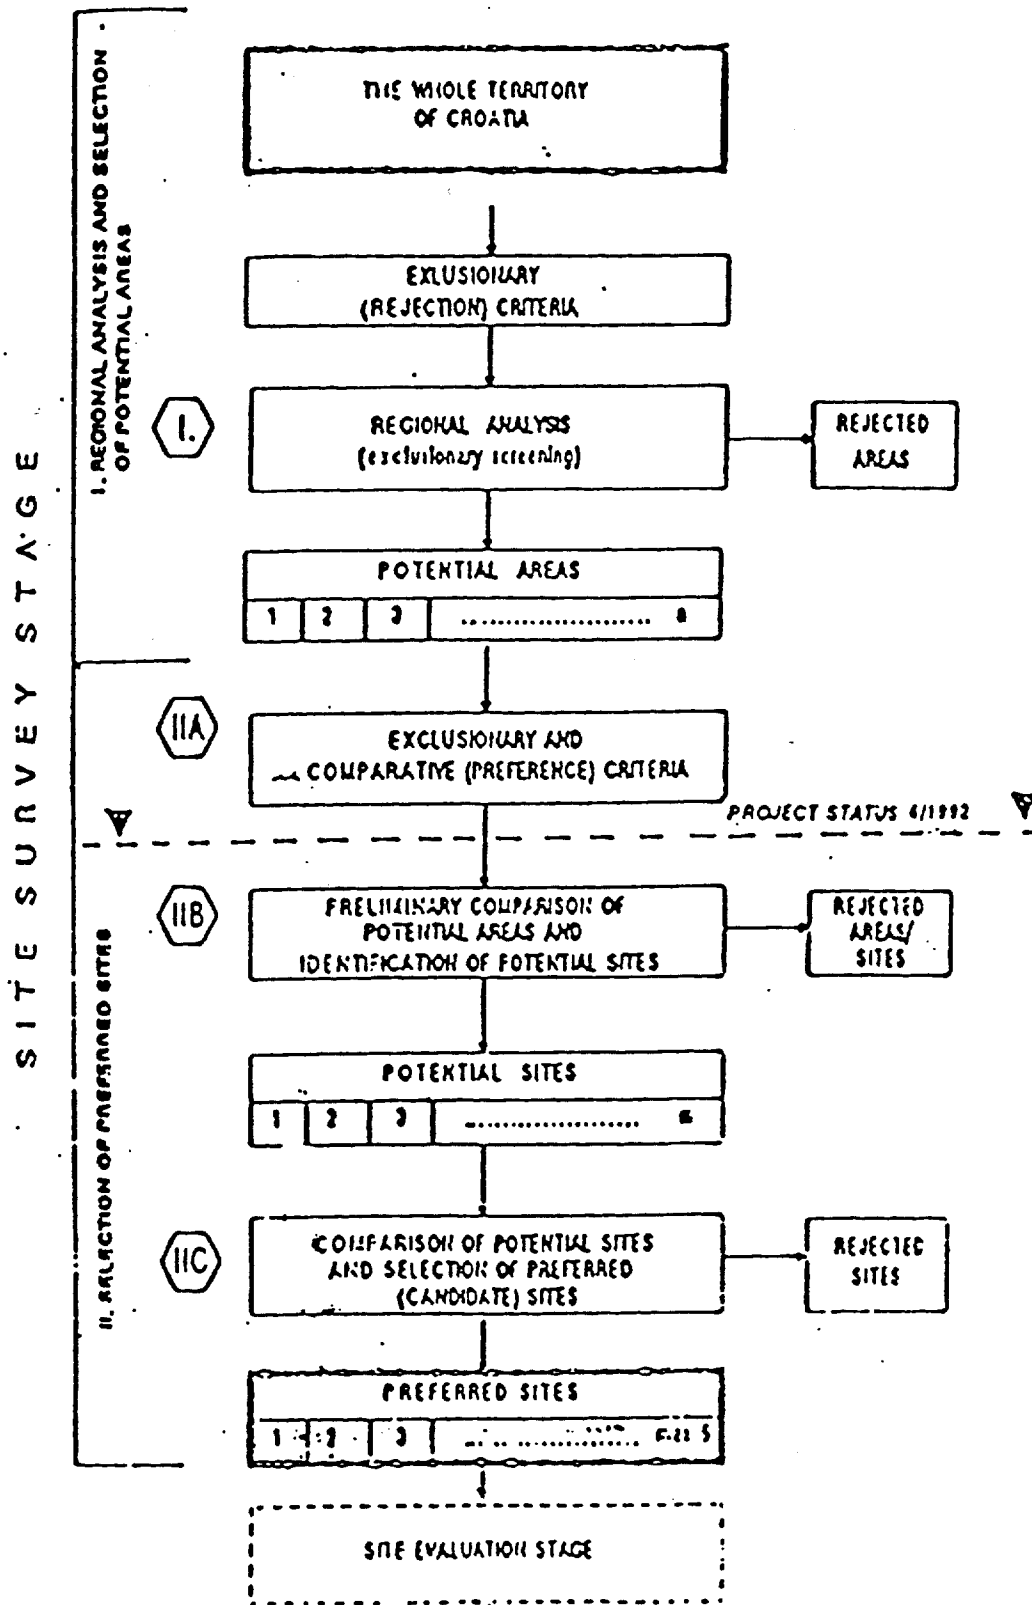 SITE SURVEY STAGE
I. REGIONAL ANALYSIS AND SELECTION
OF POTENTIAL AREAS
THE WHOLE TERRITORY
OF CROATIA
EXLUSIONARY
(REJECTION) CRITERIA
I.
REGIONAL ANALYSIS
(exclusionary screening)
REJECTED
AREAS
POTENTIAL AREAS
1 2 3 ........................
IIA
EXCLUSIONARY AND
COMPARATIVE (PREFERENCE) CRITERIA
PROJECT STATUS 6/1992
II. SELECTION OF PREFERRED SITES
IIB
PRELIMINARY COMPARISON OF
POTENTIAL AREAS AND
IDENTIFICATION OF POTENTIAL SITES
REJECTED
AREAS/
SITES
POTENTIAL SITES
1 2 3 ......................
IIC
COMPARISON OF POTENTIAL SITES
AND SELECTION OF PREFERRED
(CANDIDATE) SITES
REJECTED
SITES
PREFERRED SITES
1 2 3 ...................... 5
SITE EVALUATION STAGE